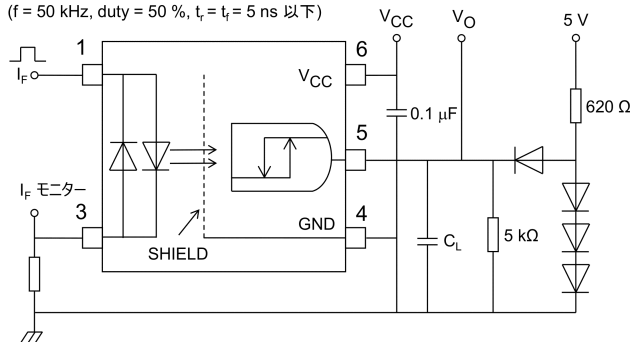 (f = 50 kHz, duty = 50 %, tr = tf = 5 ns 以下)
VCC
VO
5 V
1
6
IF
VCC
0.1 μF
620 Ω
5
IF モニター
3
GND
4
SHIELD
CL
5 kΩ